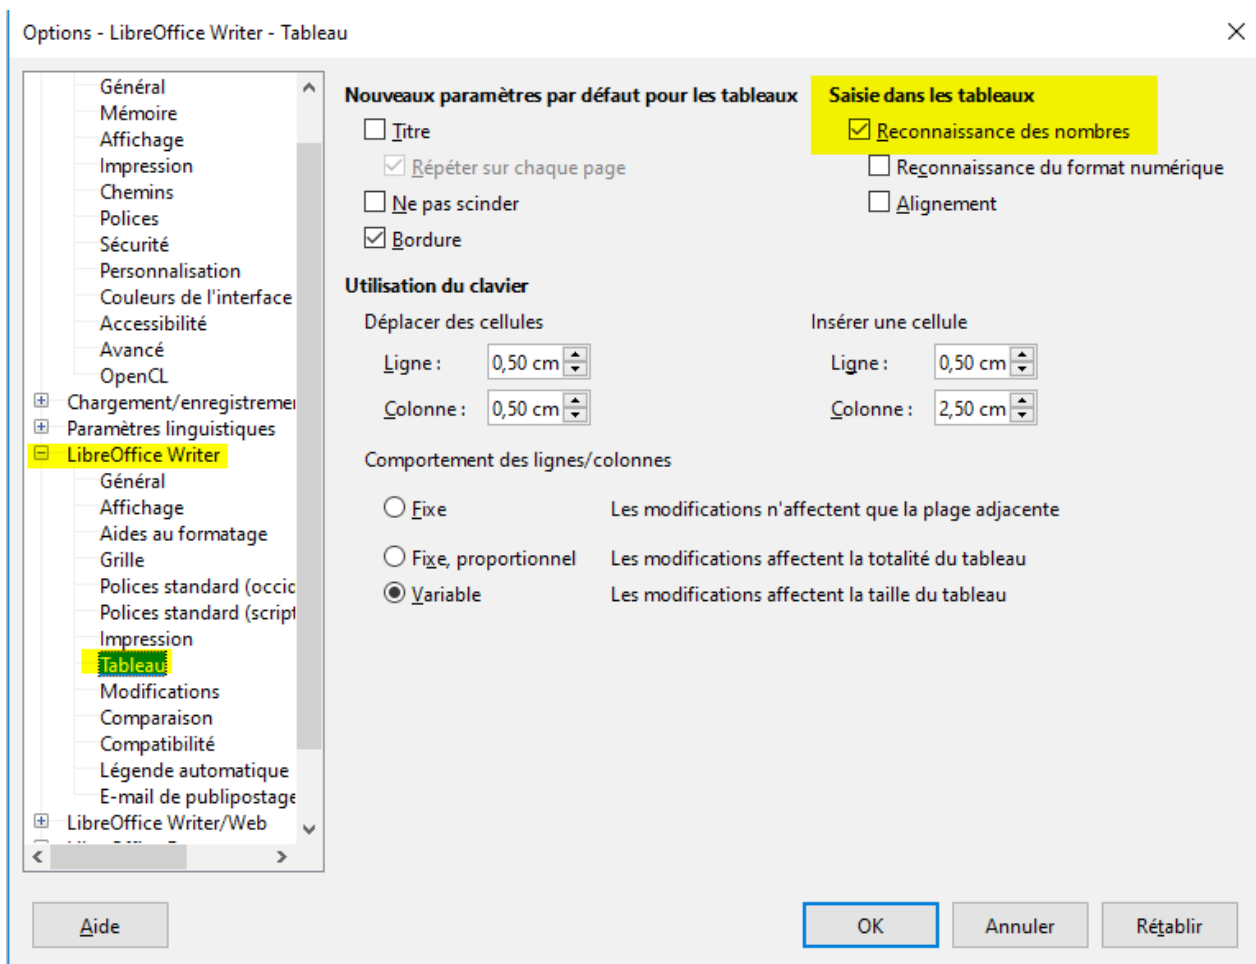 Options - LibreOffice Writer - Tableau
Général
Mémoire
Affichage
Impression
Chemins
Polices
Sécurité
Personnalisation
Couleurs de l'interface
Accessibilité
Avancé
OpenCL
Chargement/enregistremen
Paramètres linguistiques
LibreOffice Writer
Général
Affichage
Aides au formatage
Grille
Polices standard (occid
Polices standard (script
Impression
Tableau
Modifications
Comparaison
Compatibilité
Légende automatique
E-mail de publipostage
LibreOffice Writer/Web
Nouveaux paramètres par défaut pour les tableaux
Titre
Répéter sur chaque page
Ne pas scinder
Bordure
Saisie dans les tableaux
Reconnaissance des nombres
Reconnaissance du format numérique
Alignement
Utilisation du clavier
Déplacer des cellules
Ligne : 0,50 cm
Colonne : 0,50 cm
Insérer une cellule
Ligne : 0,50 cm
Colonne : 2,50 cm
Comportement des lignes/colonnes
Fixe Les modifications n'affectent que la plage adjacente
Fixe, proportionnel Les modifications affectent la totalité du tableau
Variable Les modifications affectent la taille du tableau
Aide
OK
Annuler
Rétablir